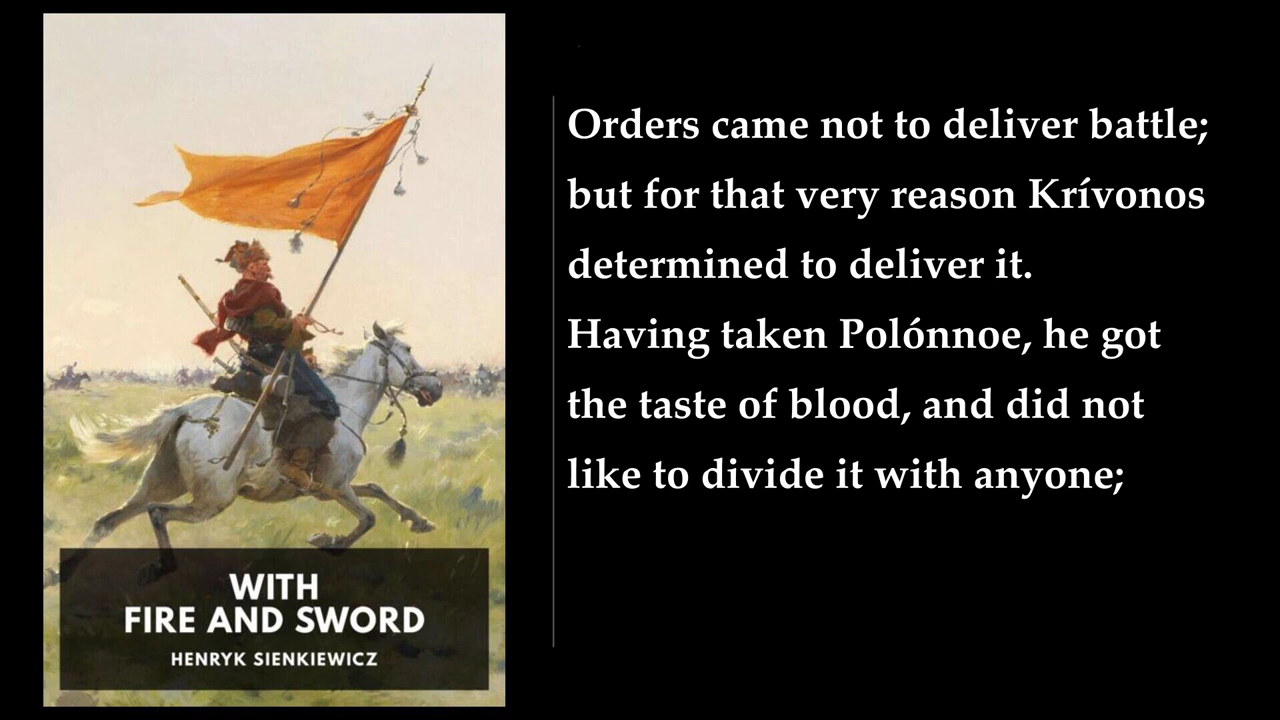 WITH
FIRE AND SWORD
HENRYK SIENKIEWICZ
Orders came not to deliver battle;
but for that very reason Krívonos
determined to deliver it.
Having taken Polónnoe, he got
the taste of blood, and did not
like to divide it with anyone;